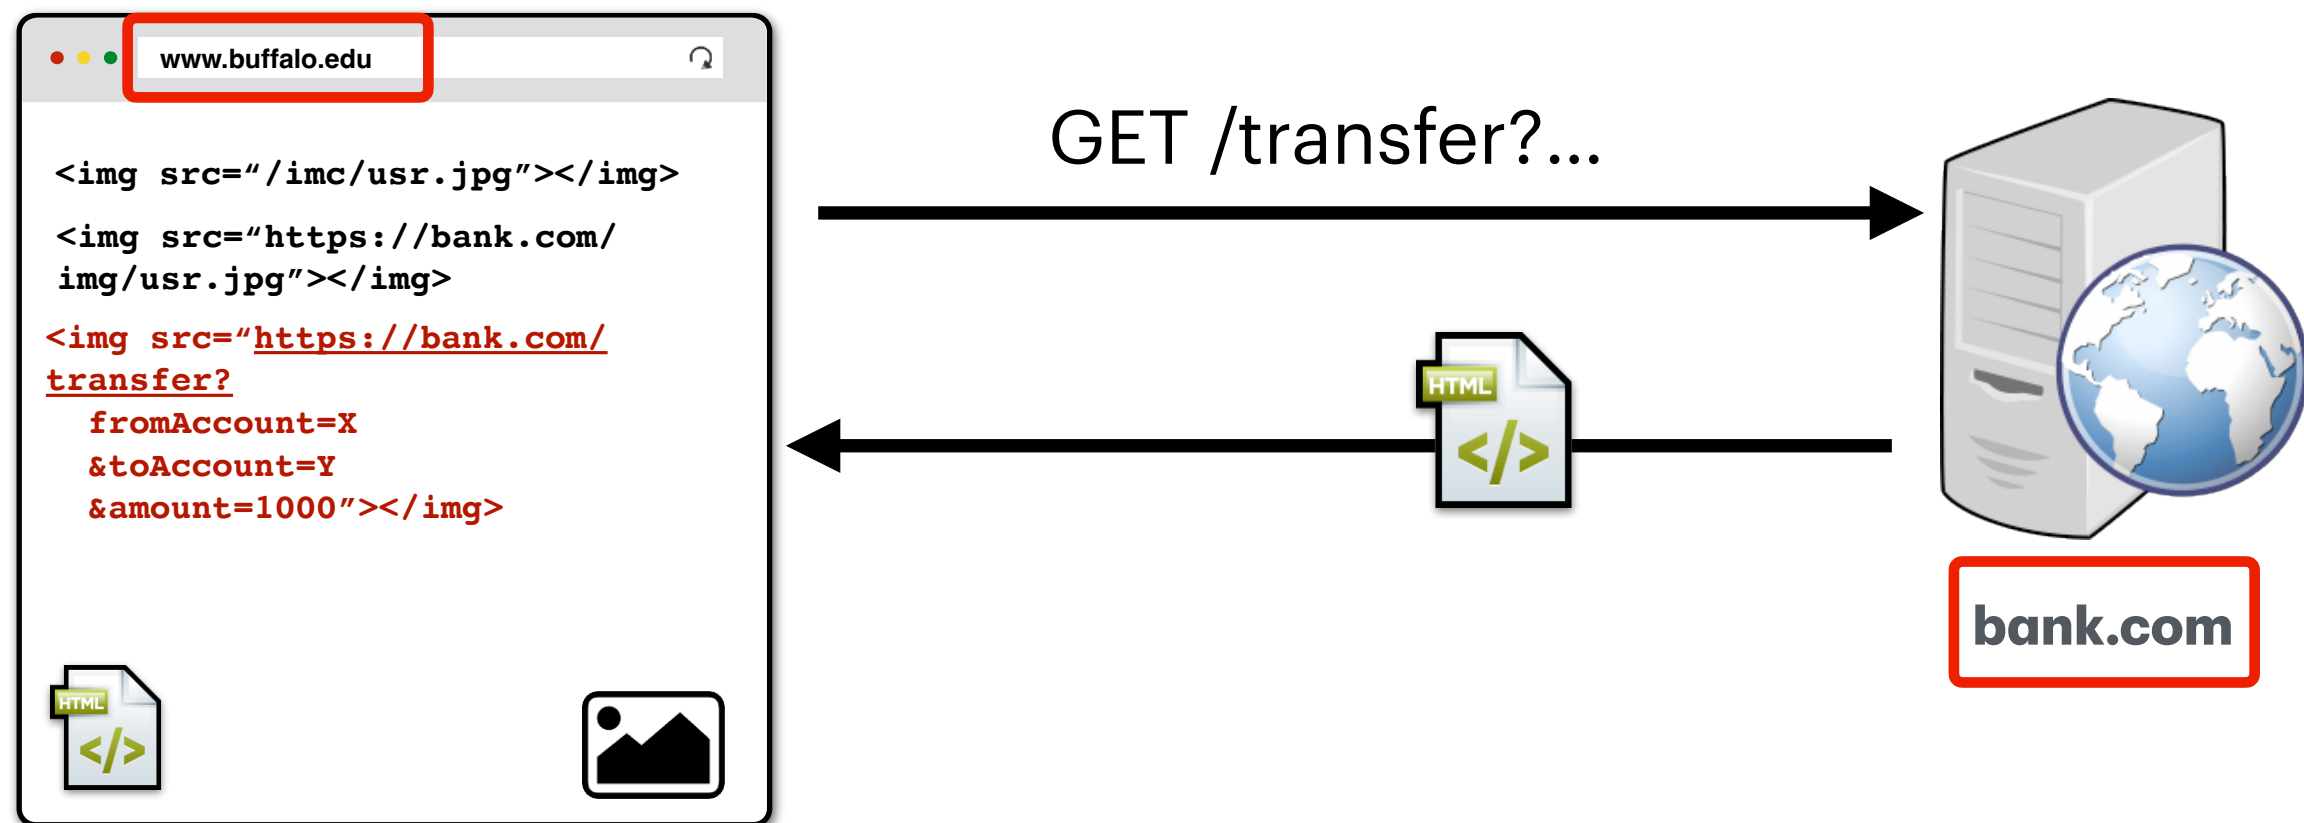 www.buffalo.edu
<img src=“/imc/usr.jpg”></img>
<img src=“https://bank.com/
img/usr.jpg”></img>
<img src=“https://bank.com/
transfer?
fromAccount=X
&toAccount=Y
&amount=1000”></img>
HTML
</>
GET /transfer?...
HTML
</>
bank.com